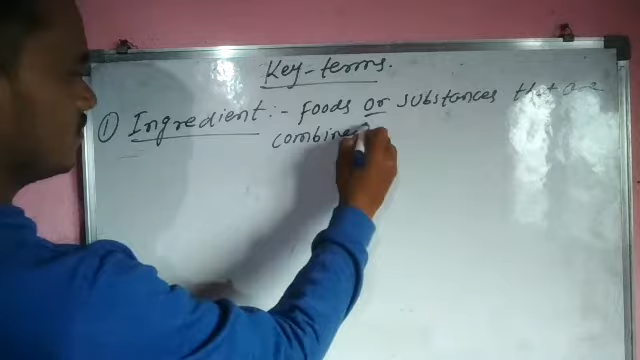 Key-terms.
① Ingredient :- Foods or substances that are
combine